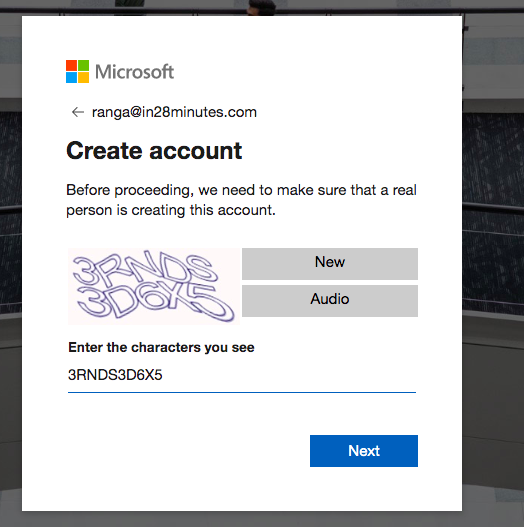 Microsoft
← ranga@in28minutes.com
Create account
Before proceeding, we need to make sure that a real
person is creating this account.
3RNDS
3D6X5
New
Audio
Enter the characters you see
3RNDS3D6X5
Next